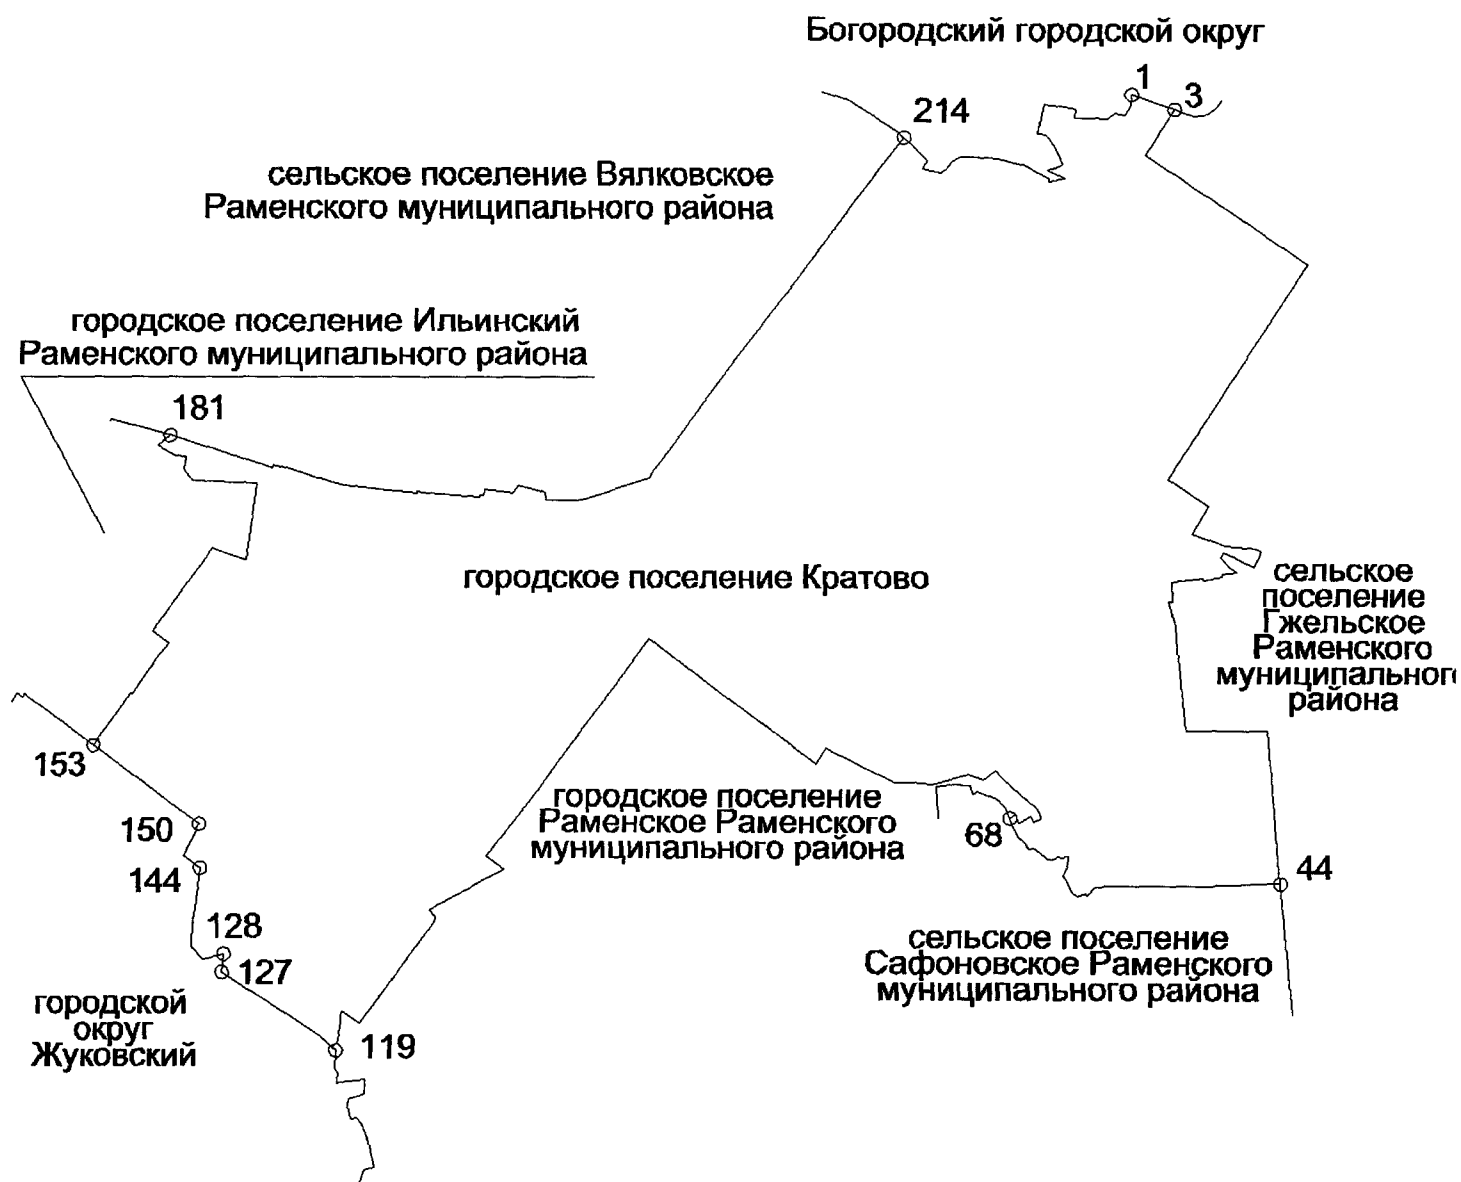 Богородский городской округ
1
3
214
сельское поселение Вялковское
Раменского муниципального района
городское поселение Ильинский
Раменского муниципального района
181
городское поселение Кратово
сельское
поселение
Гжельское
Раменского
муниципальног
района
153
городское поселение
Раменское Раменского
муниципального района
150
68
144
44
128
127
сельское поселение
Сафоновское Раменского
муниципального района
городской
округ
Жуковский
119